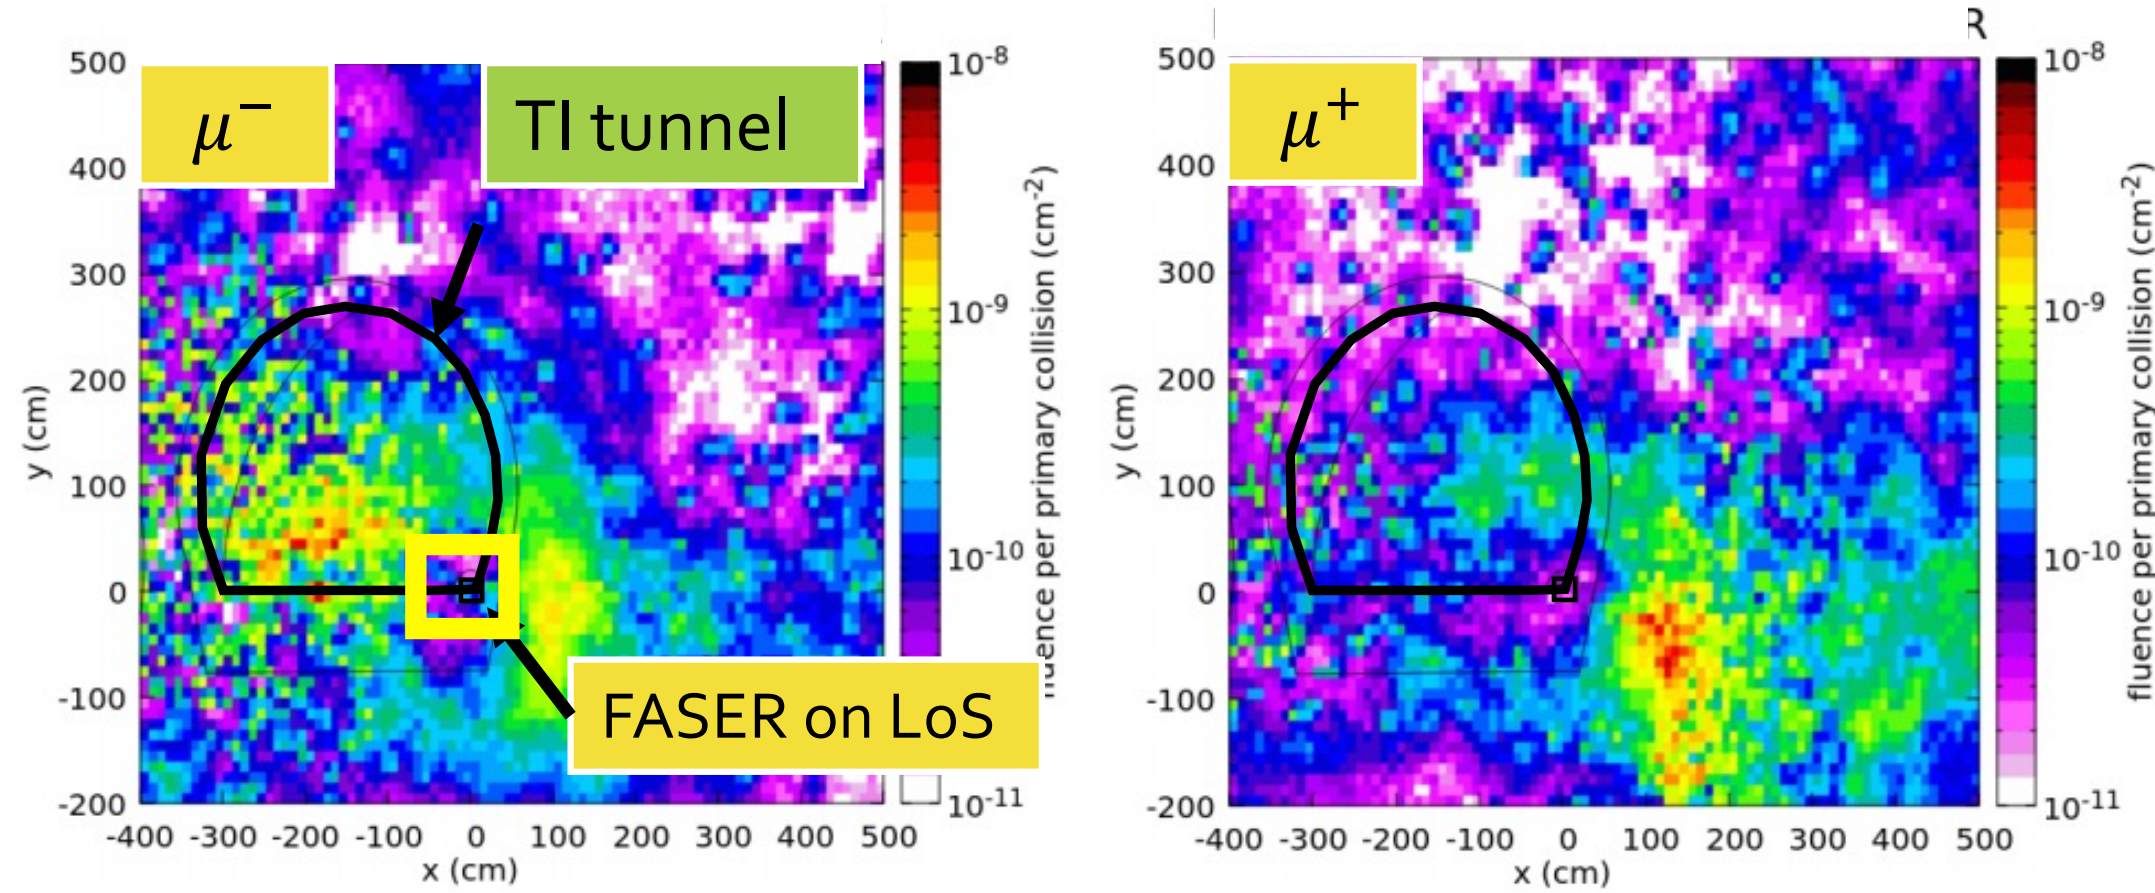 μ−
TI tunnel
FASER on LoS
500
400
300
200
100
0
-100
-200
y (cm)
-400 -300 -200 -100 0 100 200 300 400 500
x (cm)
10-8
10-9
10-10
10-11
fluence per primary collision (cm-2)
R
μ+
500
400
300
200
100
0
-100
-200
y (cm)
-400 -300 -200 -100 0 100 200 300 400 500
x (cm)
10-8
10-9
10-10
10-11
fluence per primary collision (cm-2)